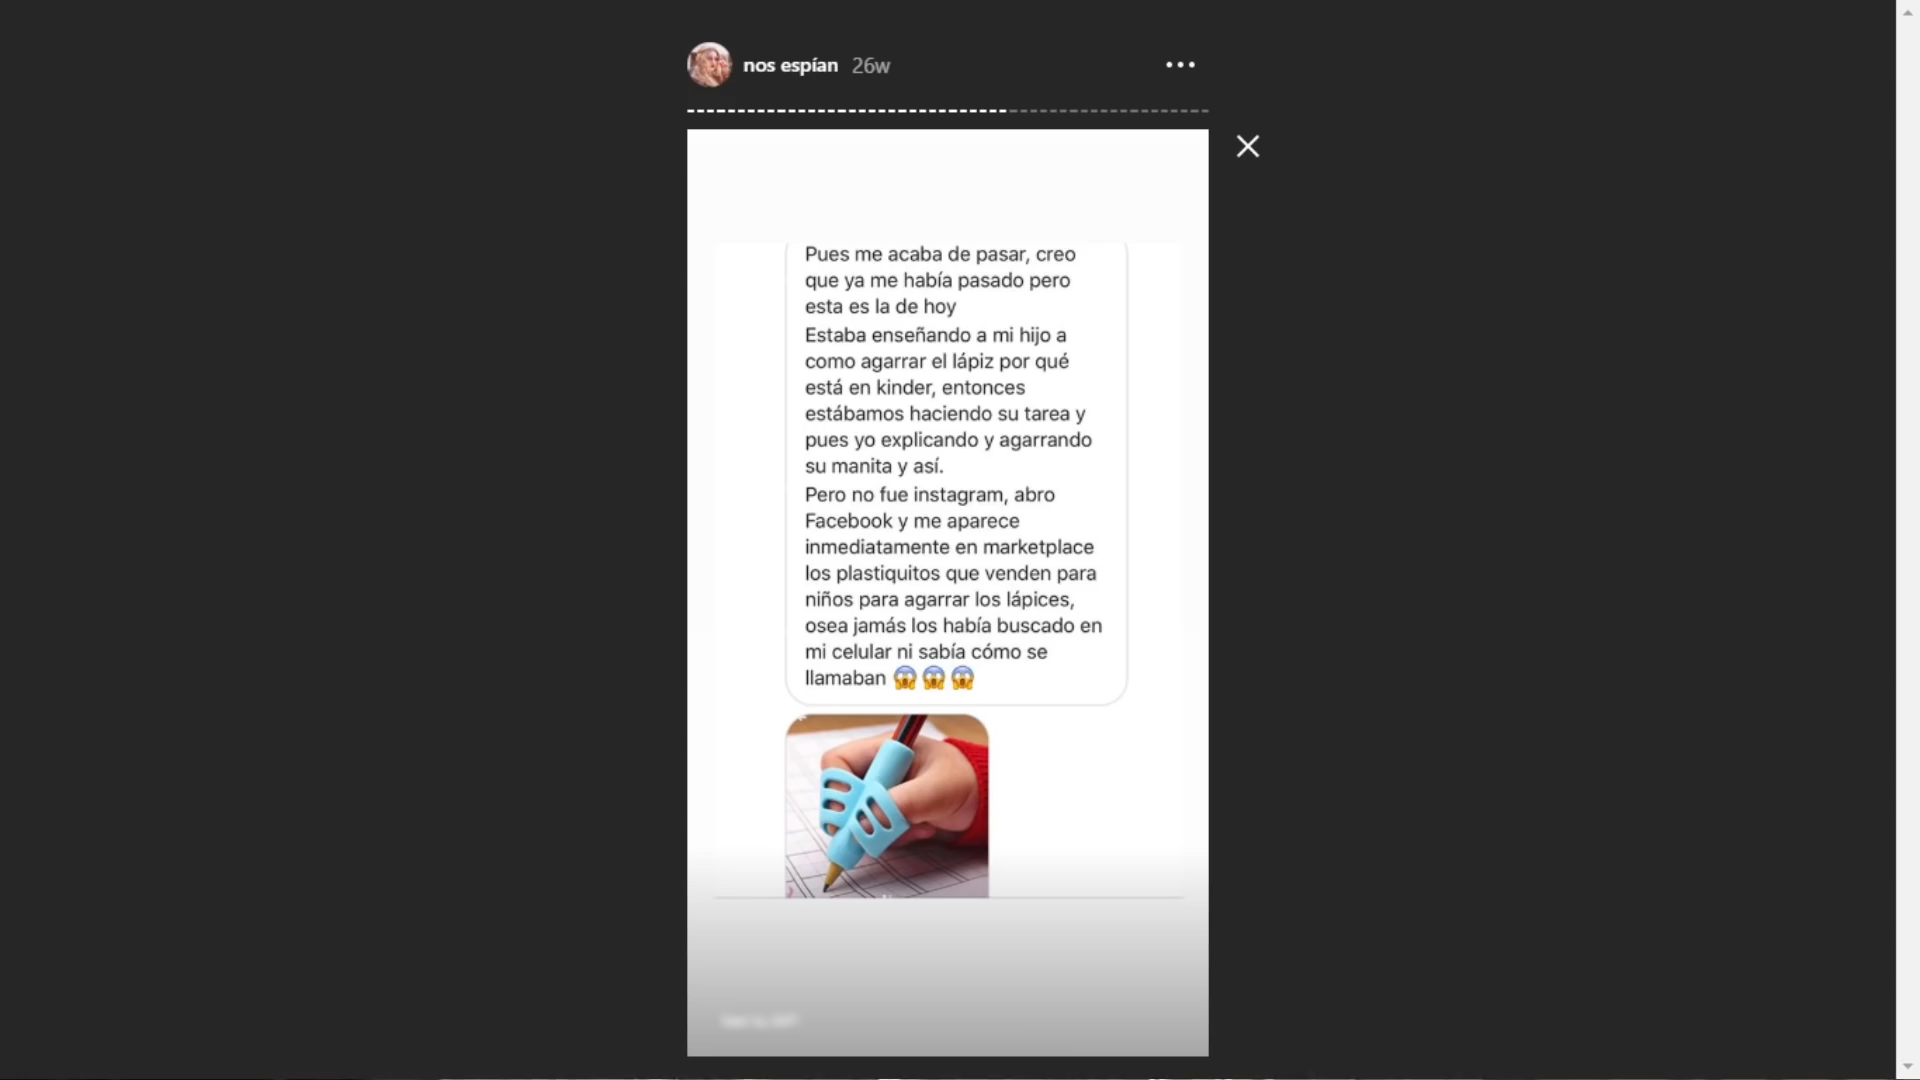 nos espían 26w
Pues me acaba de pasar, creo
que ya me había pasado pero
esta es la de hoy
Estaba enseñando a mi hijo a
como agarrar el lápiz por qué
está en kinder, entonces
estábamos haciendo su tarea y
pues yo explicando y agarrando
su manita y así.
Pero no fue instagram, abro
Facebook y me aparece
inmediatamente en marketplace
los plastiquitos que venden para
niños para agarrar los lápices,
osea jamás los había buscado en
mi celular ni sabía cómo se
llamaban 😱😱😱